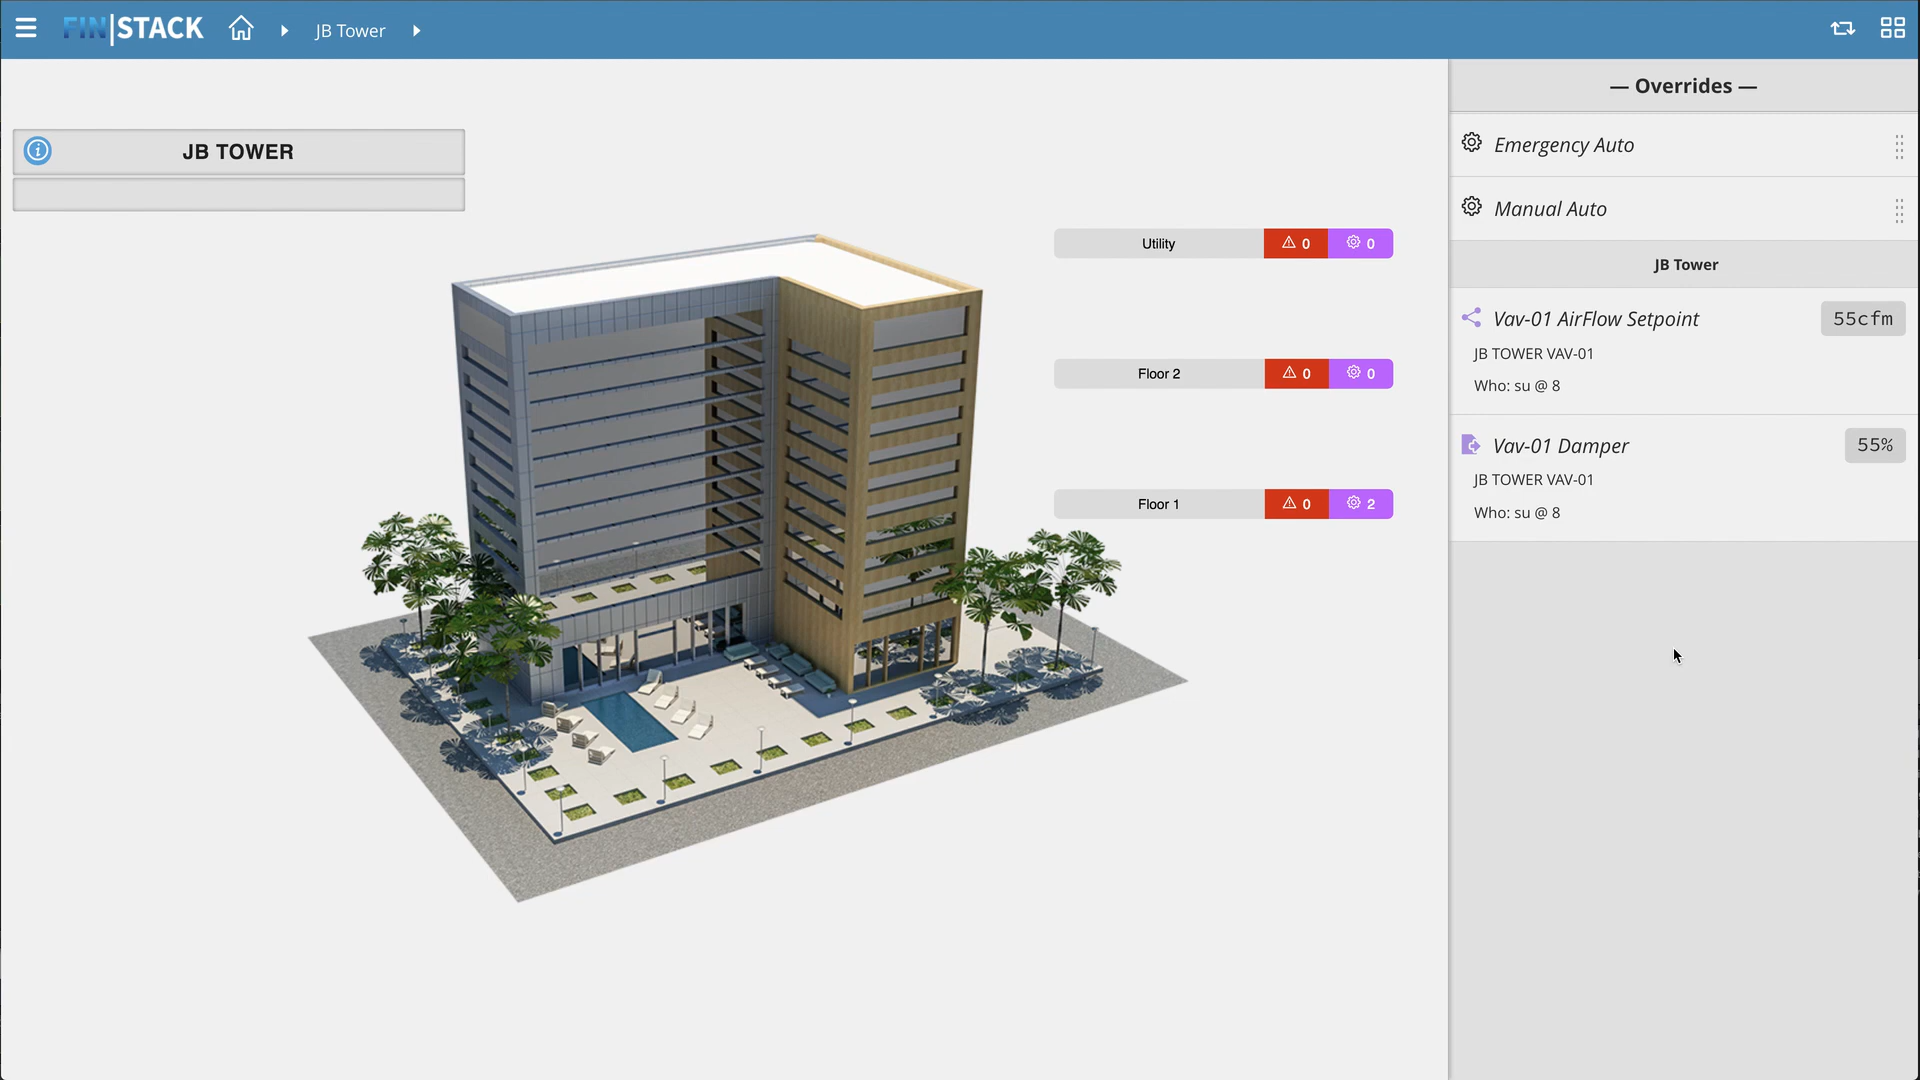 FIN|STACK JB Tower
— Overrides —
Emergency Auto
JB TOWER
Manual Auto
Utility 0 0
JB Tower
Vav-01 AirFlow Setpoint 55cfm
JB TOWER VAV-01
Who: su @ 8
Floor 2 0 0
Vav-01 Damper 55%
JB TOWER VAV-01
Who: su @ 8
Floor 1 0 2